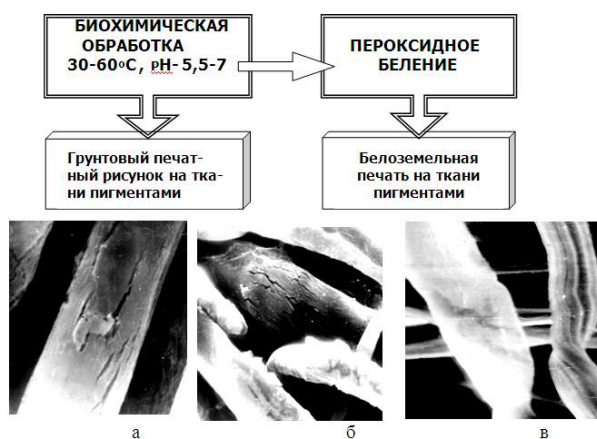 БИОХИМИЧЕСКАЯ
ОБРАБОТКА
30-60ºС, рН- 5,5-7
ПЕРОКСИДНОЕ
БЕЛЕНИЕ
Грунтовый печат-
ный рисунок на тка-
ни пигментами
Белоземельная
печать на ткани
пигментами
а
б
в